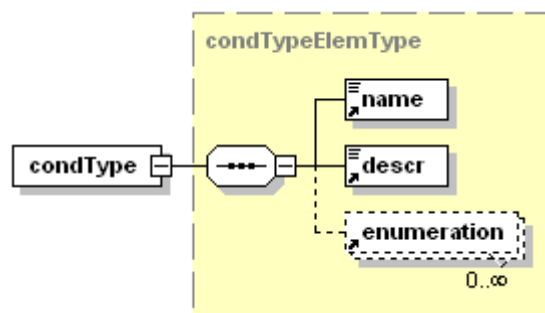 condTypeElemType
name
condType
descr
enumeration
0..∞